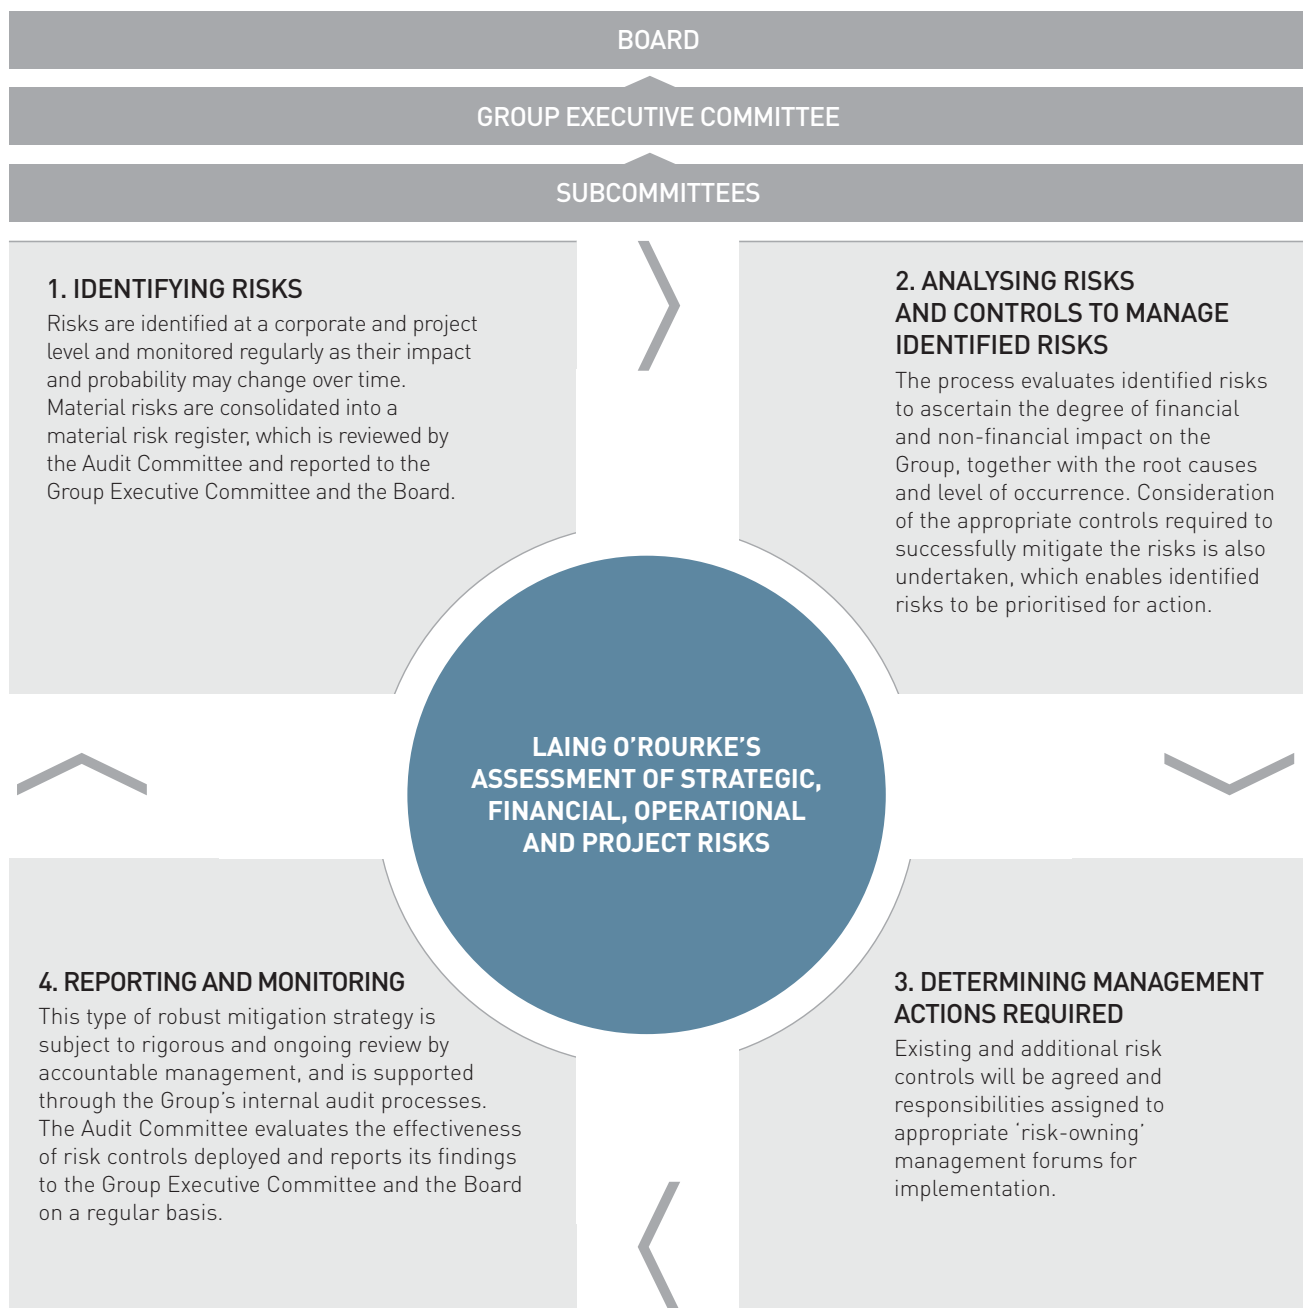 BOARD
GROUP EXECUTIVE COMMITTEE
SUBCOMMITTEES
1. IDENTIFYING RISKS
Risks are identified at a corporate and project
level and monitored regularly as their impact
and probability may change over time.
Material risks are consolidated into a
material risk register, which is reviewed by
the Audit Committee and reported to the
Group Executive Committee and the Board.
2. ANALYSING RISKS
AND CONTROLS TO MANAGE
IDENTIFIED RISKS
The process evaluates identified risks
to ascertain the degree of financial
and non-financial impact on the
Group, together with the root causes
and level of occurrence. Consideration
of the appropriate controls required to
successfully mitigate the risks is also
undertaken, which enables identified
risks to be prioritised for action.
LAING O’ROURKE’S
ASSESSMENT OF STRATEGIC,
FINANCIAL, OPERATIONAL
AND PROJECT RISKS
3. DETERMINING MANAGEMENT
ACTIONS REQUIRED
Existing and additional risk
controls will be agreed and
responsibilities assigned to
appropriate ‘risk-owning’
management forums for
implementation.
4. REPORTING AND MONITORING
This type of robust mitigation strategy is
subject to rigorous and ongoing review by
accountable management, and is supported
through the Group’s internal audit processes.
The Audit Committee evaluates the effectiveness
of risk controls deployed and reports its findings
to the Group Executive Committee and the Board
on a regular basis.